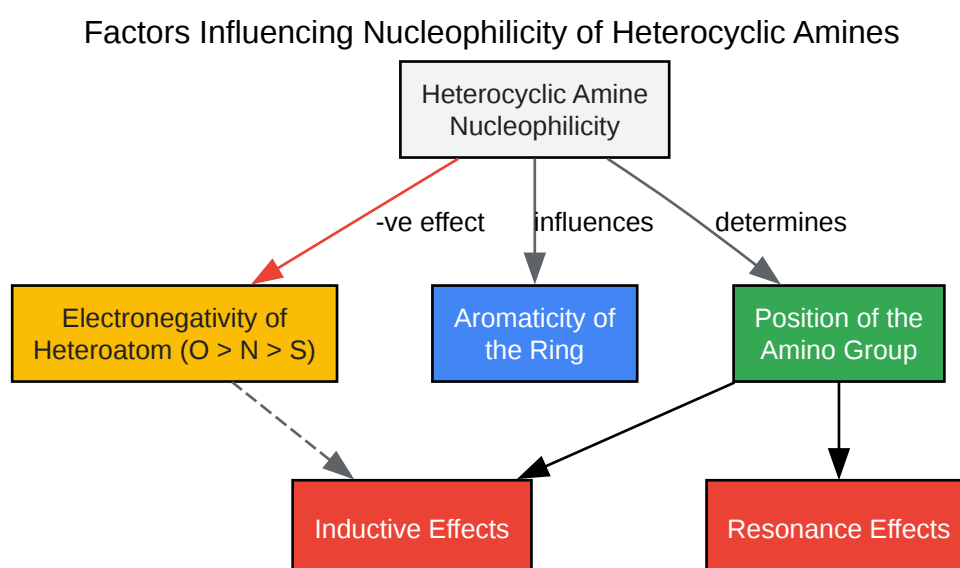 Factors Influencing Nucleophilicity of Heterocyclic Amines
Heterocyclic Amine
Nucleophilicity
-ve effect
influences
determines
Electronegativity of
Heteroatom (O > N > S)
Aromaticity of
the Ring
Position of the
Amino Group
Inductive Effects
Resonance Effects